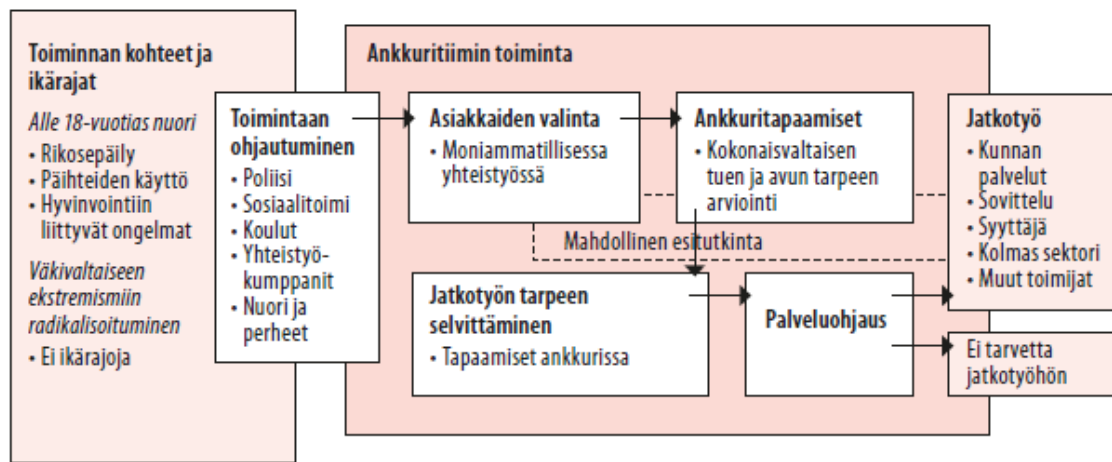 Toiminnan kohteet ja
ikärajat
Alle 18-vuotias nuori
• Rikosepäily
• Päihteiden käyttö
• Hyvinvointiin
liittyvät ongelmat
Väkivaltaiseen
ekstremismiin
radikalisoituminen
• Ei ikärajoja
Toimintaan
ohjautuminen
• Poliisi
• Sosiaalitoimi
• Koulut
• Yhteistyö-
kumppanit
• Nuori ja
perheet
Ankkuritiimin toiminta
Asiakkaiden valinta
• Moniammatillisessa
yhteistyössä
Ankkuritapaamiset
• Kokonaisvaltaisen
tuen ja avun tarpeen
arviointi
Mahdollinen esitutkinta
Jatkotyön tarpeen
selvittäminen
• Tapaamiset ankkurissa
Palveluohjaus
Jatkotyö
• Kunnan
palvelut
• Sovittelu
• Syyttäjä
• Kolmas sektori
• Muut toimijat
Ei tarvetta
jatkotyöhön